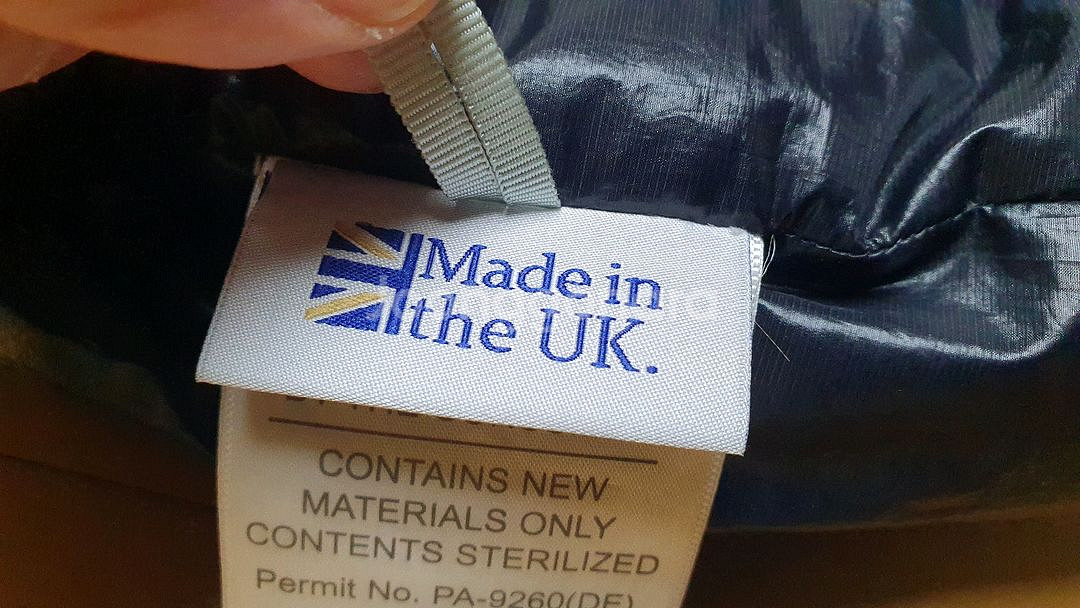 Made in
the UK.
CONTAINS NEW
MATERIALS ONLY
CONTENTS STERILIZED
Permit No. PA-9260(DE)